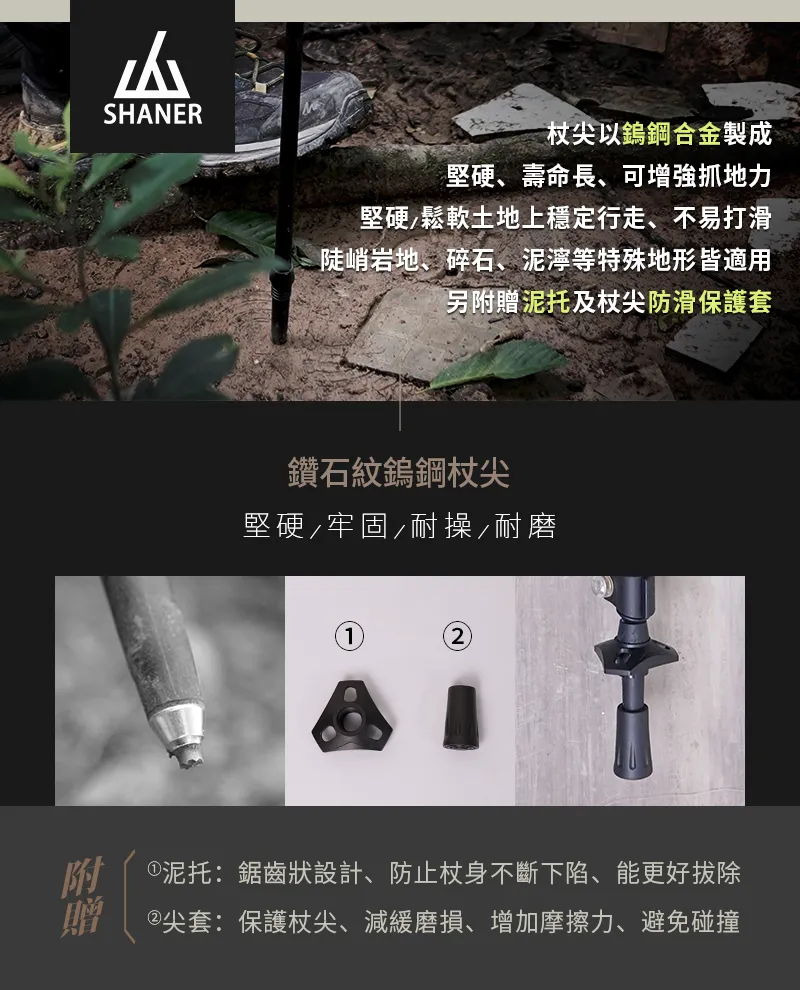 SHANER
杖尖以鎢鋼合金製成
堅硬、壽命長、可增強抓地力
堅硬/鬆軟土地上穩定行走、不易打滑
陡峭岩地、碎石、泥濘等特殊地形皆適用
另附贈泥托及杖尖防滑保護套
鑽石紋鎢鋼杖尖
堅硬/牢固/耐操/耐磨
① ②
附贈
①泥托：鋸齒狀設計、防止杖身不斷下陷、能更好拔除
②尖套：保護杖尖、減緩磨損、增加摩擦力、避免碰撞